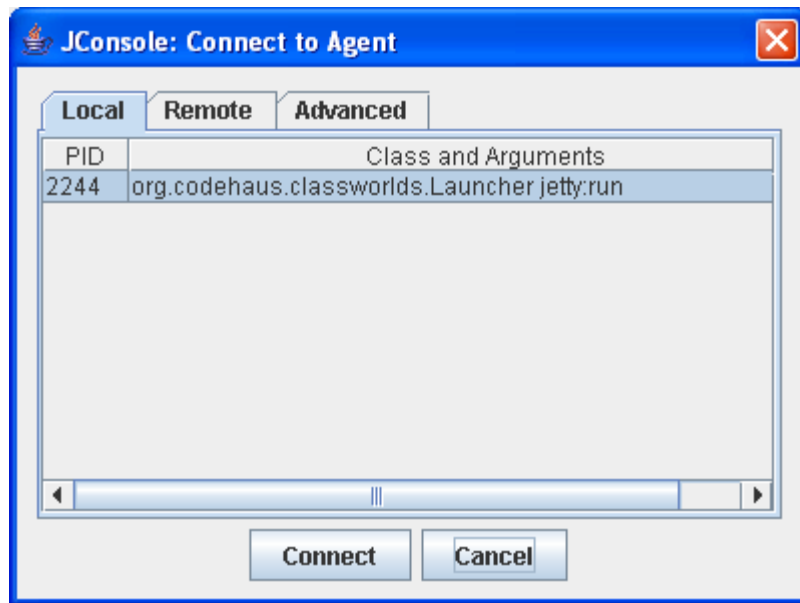 JConsole: Connect to Agent
Local Remote Advanced
PID Class and Arguments
2244 org.codehaus.classworlds.Launcher jetty:run
Connect Cancel